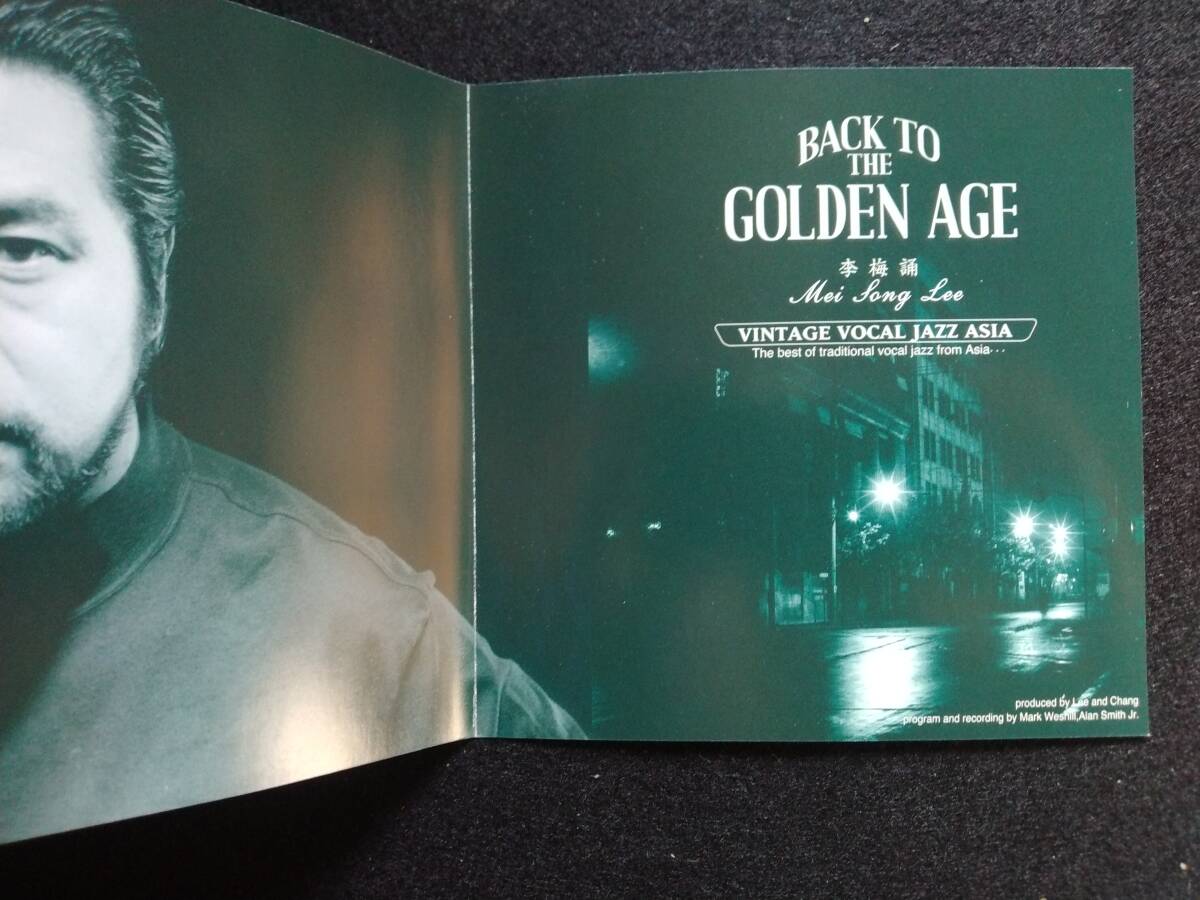 BACK TO
THE
GOLDEN AGE
李梅誦
Mei Song Lee
VINTAGE VOCAL JAZZ ASIA
The best of traditional vocal jazz from Asia···
produced by Lee and Chang
program and recording by Mark Weshill,Alan Smith Jr.